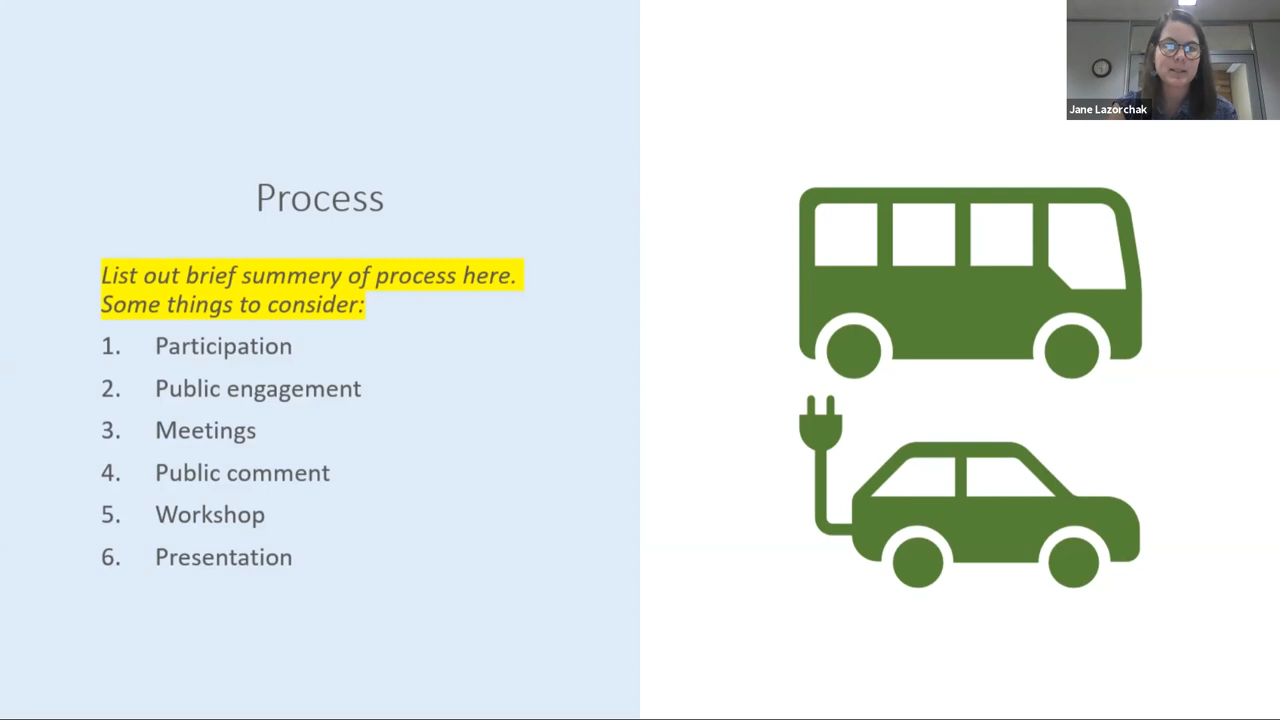 Jane Lazorchak
Process
List out brief summery of process here.
Some things to consider:
1. Participation
2. Public engagement
3. Meetings
4. Public comment
5. Workshop
6. Presentation